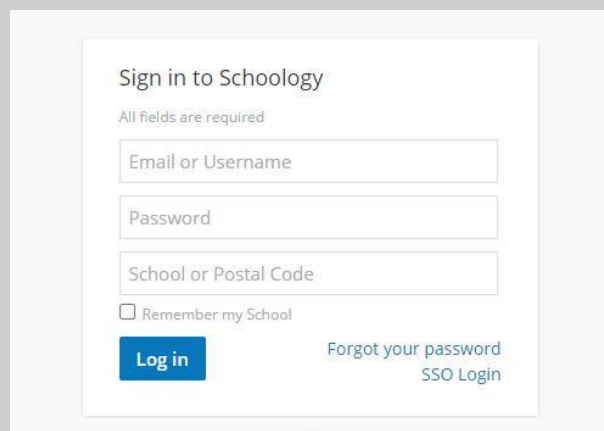 Sign in to Schoology
All fields are required
Email or Username
Password
School or Postal Code
Remember my School
Log in
Forgot your password
SSO Login